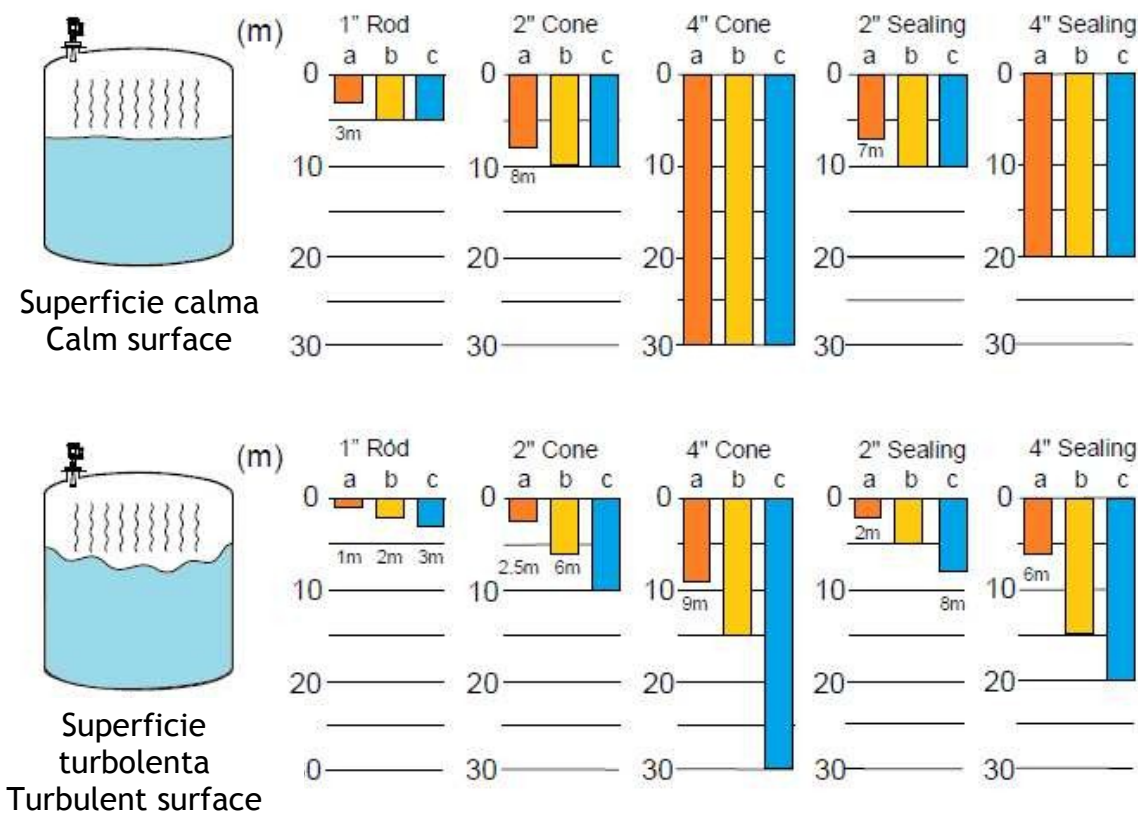 (m)
1" Rod 2" Cone 4" Cone 2" Sealing 4" Sealing
a b c a b c a b c a b c a b c
0 0 0 0 0
3m 8m 7m
10 10 10 10 10
20 20 20 20 20
30 30 30 30 30
Superficie calma
Calm surface
(m)
1" Rod 2" Cone 4" Cone 2" Sealing 4" Sealing
a b c a b c a b c a b c a b c
0 0 0 0 0
1m 2m 3m 2.5m 6m 9m 2m 8m 6m
10 10 10 10 10
20 20 20 20 20
0 30 30 30 30
Superficie
turbolenta
Turbulent surface